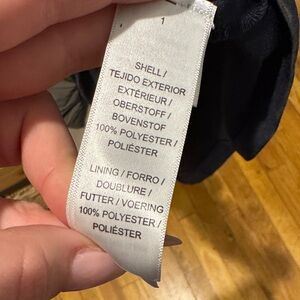 1
SHELL /
TEJIDO EXTERIOR
EXTÉRIEUR /
OBERSTOFF /
BOVENSTOF
100% POLYESTER /
POLIÉSTER
LINING / FORRO /
DOUBLURE /
FUTTER / VOERING
100% POLYESTER /
POLIÉSTER